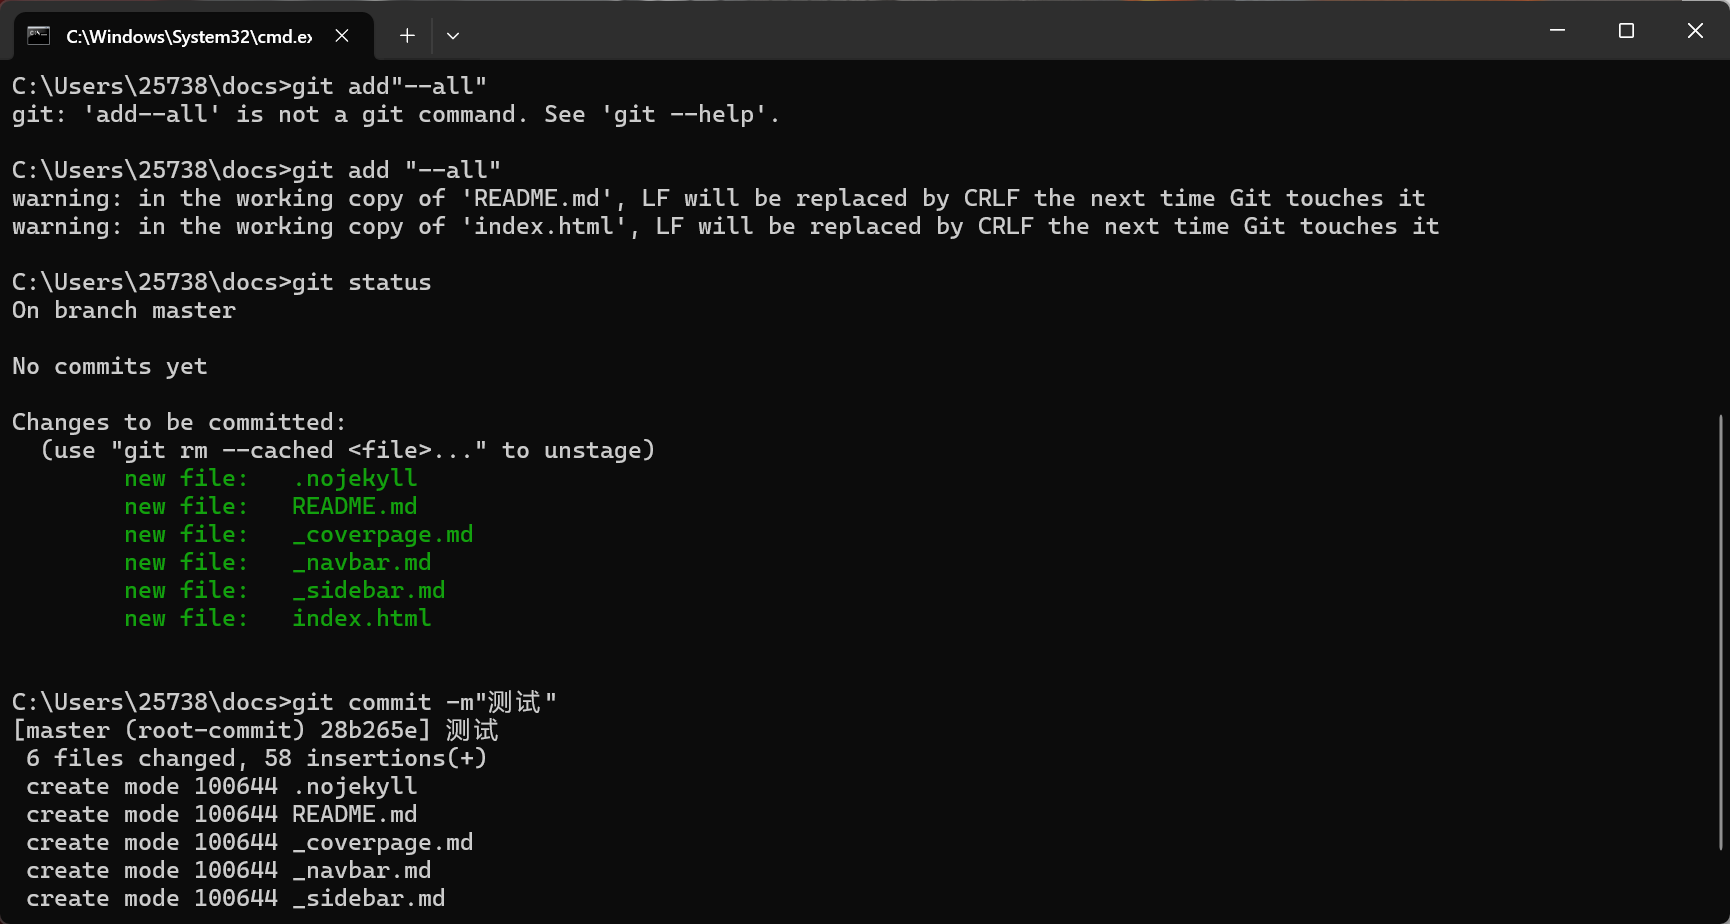 C:\Windows\System32\cmd.ex
C:\Users\25738\docs>git add"--all"
git: 'add--all' is not a git command. See 'git --help'.
C:\Users\25738\docs>git add "--all"
warning: in the working copy of 'README.md', LF will be replaced by CRLF the next time Git touches it
warning: in the working copy of 'index.html', LF will be replaced by CRLF the next time Git touches it
C:\Users\25738\docs>git status
On branch master
No commits yet
Changes to be committed:
  (use "git rm --cached <file>..." to unstage)
        new file:   .nojekyll
        new file:   README.md
        new file:   _coverpage.md
        new file:   _navbar.md
        new file:   _sidebar.md
        new file:   index.html
C:\Users\25738\docs>git commit -m"测试"
[master (root-commit) 28b265e] 测试
 6 files changed, 58 insertions(+)
 create mode 100644 .nojekyll
 create mode 100644 README.md
 create mode 100644 _coverpage.md
 create mode 100644 _navbar.md
 create mode 100644 _sidebar.md